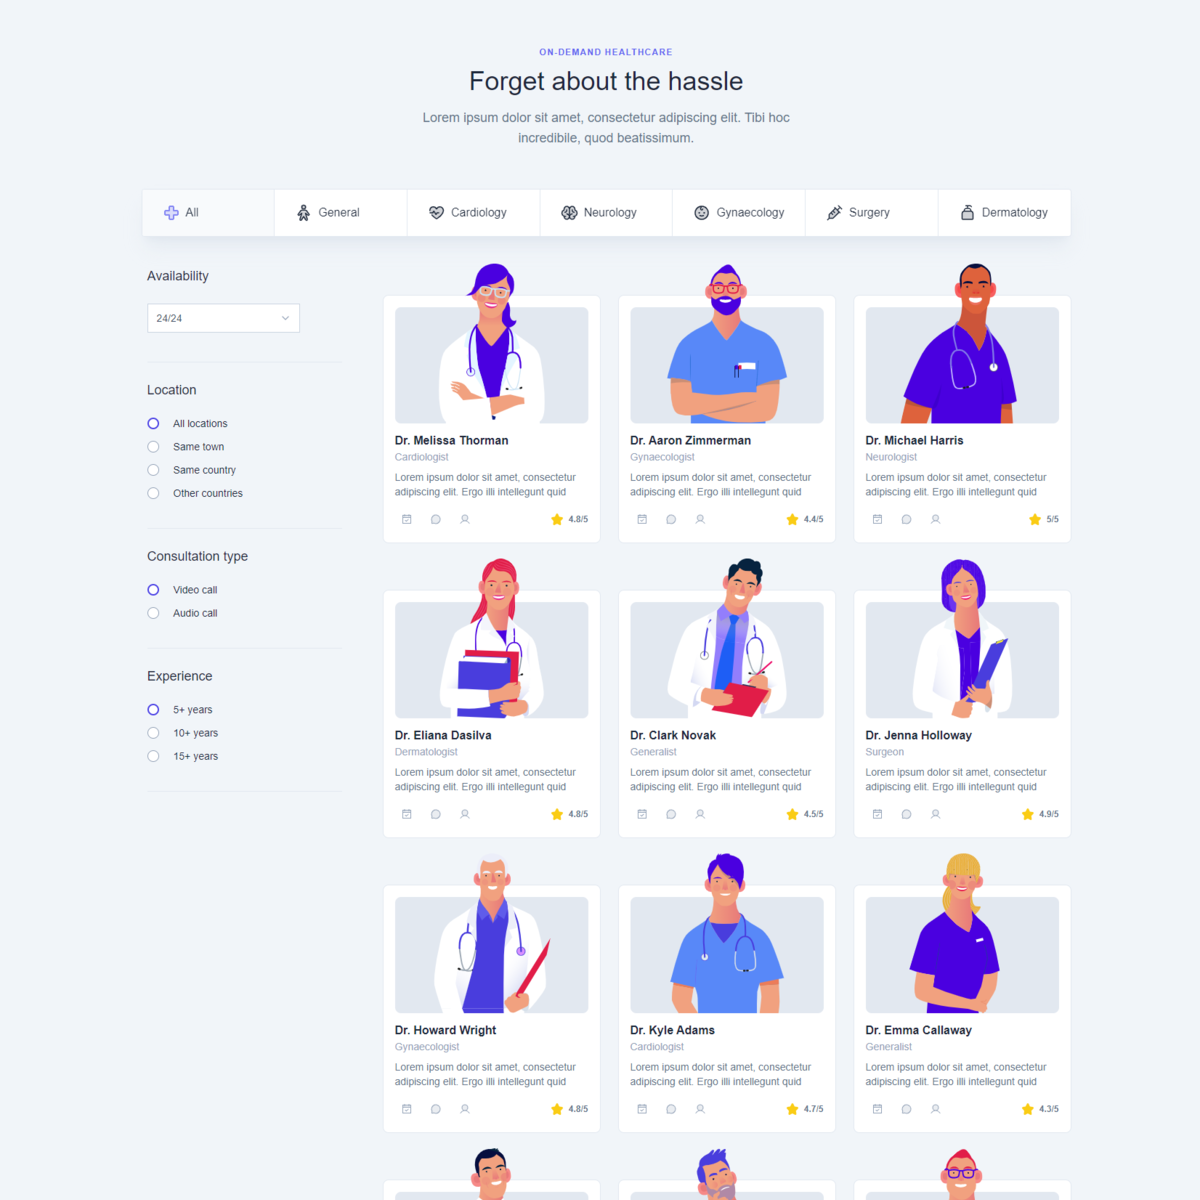 ON-DEMAND HEALTHCARE
Forget about the hassle
Lorem ipsum dolor sit amet, consectetur adipiscing elit. Tibi hoc
incredibile, quod beatissimum.
All
General
Cardiology
Neurology
Gynaecology
Surgery
Dermatology
Availability
24/24
Location
All locations
Same town
Same country
Other countries
Consultation type
Video call
Audio call
Experience
5+ years
10+ years
15+ years
Dr. Melissa Thorman
Cardiologist
Lorem ipsum dolor sit amet, consectetur
adipiscing elit. Ergo illi intellegunt quid
4.8/5
Dr. Aaron Zimmerman
Gynaecologist
Lorem ipsum dolor sit amet, consectetur
adipiscing elit. Ergo illi intellegunt quid
4.4/5
Dr. Michael Harris
Neurologist
Lorem ipsum dolor sit amet, consectetur
adipiscing elit. Ergo illi intellegunt quid
5/5
Dr. Eliana Dasilva
Dermatologist
Lorem ipsum dolor sit amet, consectetur
adipiscing elit. Ergo illi intellegunt quid
4.8/5
Dr. Clark Novak
Generalist
Lorem ipsum dolor sit amet, consectetur
adipiscing elit. Ergo illi intellegunt quid
4.5/5
Dr. Jenna Holloway
Surgeon
Lorem ipsum dolor sit amet, consectetur
adipiscing elit. Ergo illi intellegunt quid
4.9/5
Dr. Howard Wright
Gynaecologist
Lorem ipsum dolor sit amet, consectetur
adipiscing elit. Ergo illi intellegunt quid
4.8/5
Dr. Kyle Adams
Cardiologist
Lorem ipsum dolor sit amet, consectetur
adipiscing elit. Ergo illi intellegunt quid
4.7/5
Dr. Emma Callaway
Generalist
Lorem ipsum dolor sit amet, consectetur
adipiscing elit. Ergo illi intellegunt quid
4.3/5